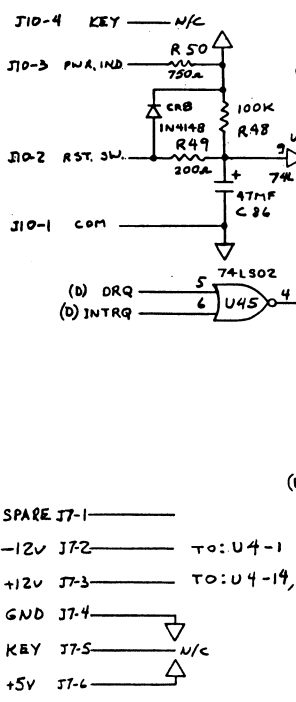 J10-4 KEY N/C
R50
J10-3 PWR. IND.
750Ω
CR8
1N4148
100K
R48
R49
J10-2 RST. SW.
200Ω
9
74L
+
47MF
C86
J10-1 COM
74LS02
(D) DRQ 5
U45 4
(D) INTRQ 6
SPARE J7-1
-12V J7-2 TO: U4-1
+12V J7-3 TO: U4-14,
GND J7-4
KEY J7-5 N/C
+5V J7-6